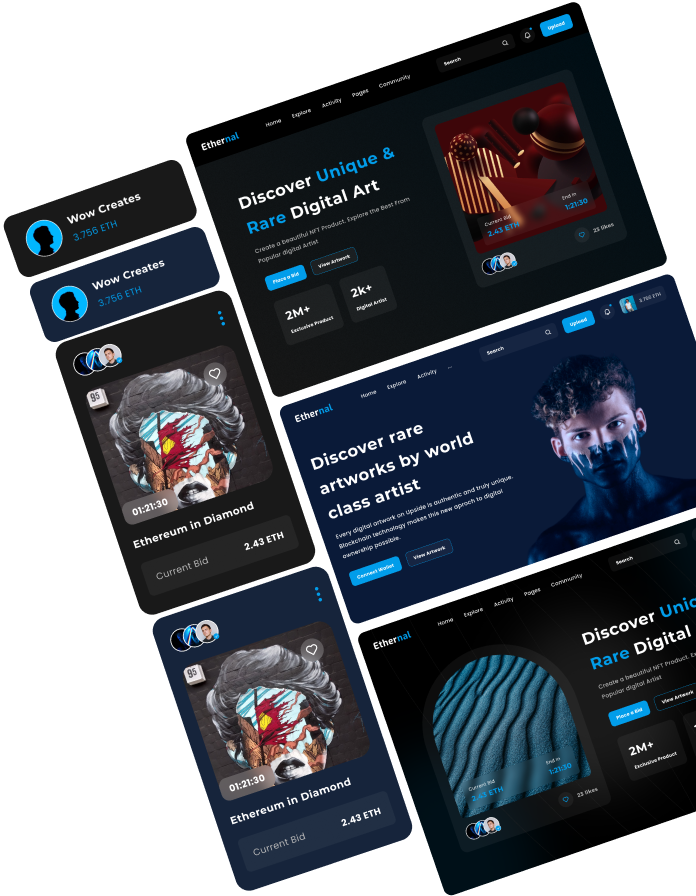 Wow Creates
3.756 ETH
Wow Creates
3.756 ETH
95
01:21:30
Ethereum in Diamond
Current Bid
2.43 ETH
95
01:21:30
Ethereum in Diamond
Current Bid
2.43 ETH
Ethernal
Home Explore Activity Pages Community
Search
Upload
Discover Unique &
Rare Digital Art
Create a beautiful NFT Product. Explore the Best From
Popular digital Artist
Place a Bid
View Artwork
2M+
Exclusive Product
2k+
Digital Artist
Current Bid
2.43 ETH
End in
1:21:30
23 likes
Ethernal
Home Explore Activity ...
Search
Upload
3.756 ETH
Discover rare
artworks by world
class artist
Every digital artwork on Upside is authentic and truly unique.
Blockchain technology makes this new aproch to digital
ownership possible.
Connect Wallet
View Artwork
Ethernal
Home Explore Activity Pages Community
Search
Discover Unic
Rare Digital
Create a beautiful NFT Product. Ex
Popular digital Artist
Place a Bid
View Artwork
2M+
Exclusive Product
Current Bid
2.43 ETH
End in
1:21:30
23 likes